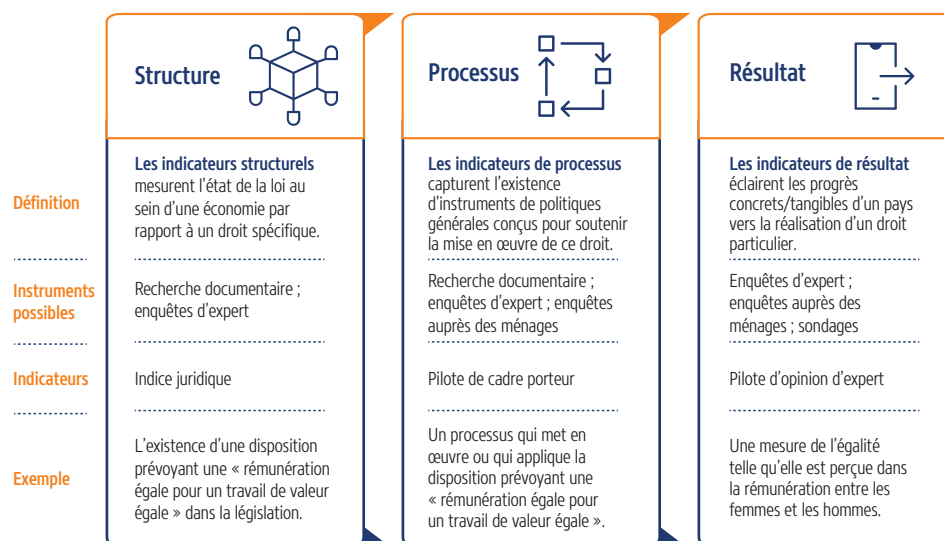 Structure
Processus
Résultat
Définition
Les indicateurs structurels
mesurent l'état de la loi au
sein d'une économie par
rapport à un droit spécifique.
Les indicateurs de processus
capturent l'existence
d'instruments de politiques
générales conçus pour soutenir
la mise en œuvre de ce droit.
Les indicateurs de résultat
éclairent les progrès
concrets/tangibles d'un pays
vers la réalisation d'un droit
particulier.
Instruments
possibles
Recherche documentaire ;
enquêtes d'expert
Recherche documentaire ;
enquêtes d'expert ; enquêtes
auprès des ménages
Enquêtes d'expert ;
enquêtes auprès des
ménages ; sondages
Indicateurs
Indice juridique
Pilote de cadre porteur
Pilote d'opinion d'expert
Exemple
L'existence d'une disposition
prévoyant une « rémunération
égale pour un travail de valeur
égale » dans la législation.
Un processus qui met en
œuvre ou qui applique la
disposition prévoyant une
« rémunération égale pour
un travail de valeur égale ».
Une mesure de l'égalité
telle qu'elle est perçue dans
la rémunération entre les
femmes et les hommes.